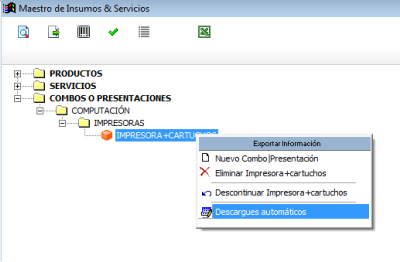 Maestro de Insumos & Servicios
PRODUCTOS
SERVICIOS
COMBOS O PRESENTACIONES
COMPUTACIÓN
IMPRESORAS
IMPRESORA+CARTUCHOS
Exportar Información
Nuevo Combo|Presentación
Eliminar Impresora+cartuchos
Descontinuar Impresora+cartuchos
Descargues automáticos